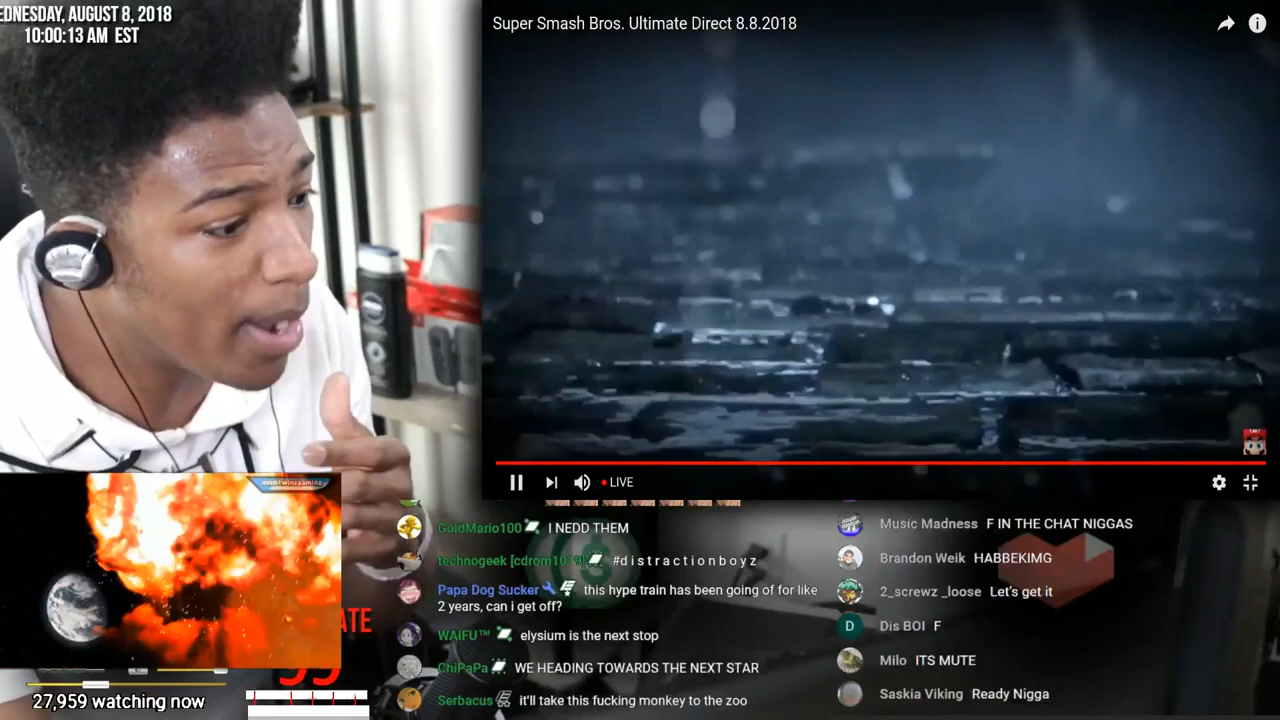 EDNESDAY, AUGUST 8, 2018
10:00:13 AM EST
Super Smash Bros. Ultimate Direct 8.8.2018
LIVE
GoldMario100 I NEDD THEM
technogeek #distractionboyz
Papa Dog Sucker this hype train has been going of for like
2 years, can i get off?
WAIFU™ elysium is the next stop
ChiPaPa WE HEADING TOWARDS THE NEXT STAR
Serbacus it'll take this fucking monkey to the zoo
Music Madness F IN THE CHAT NIGGAS
Brandon Weik HABBEKIMG
2_screwz _loose Let's get it
D Dis BOI F
Milo ITS MUTE
Saskia Viking Ready Nigga
mnmtwinzgaming
ATE
27,959 watching now